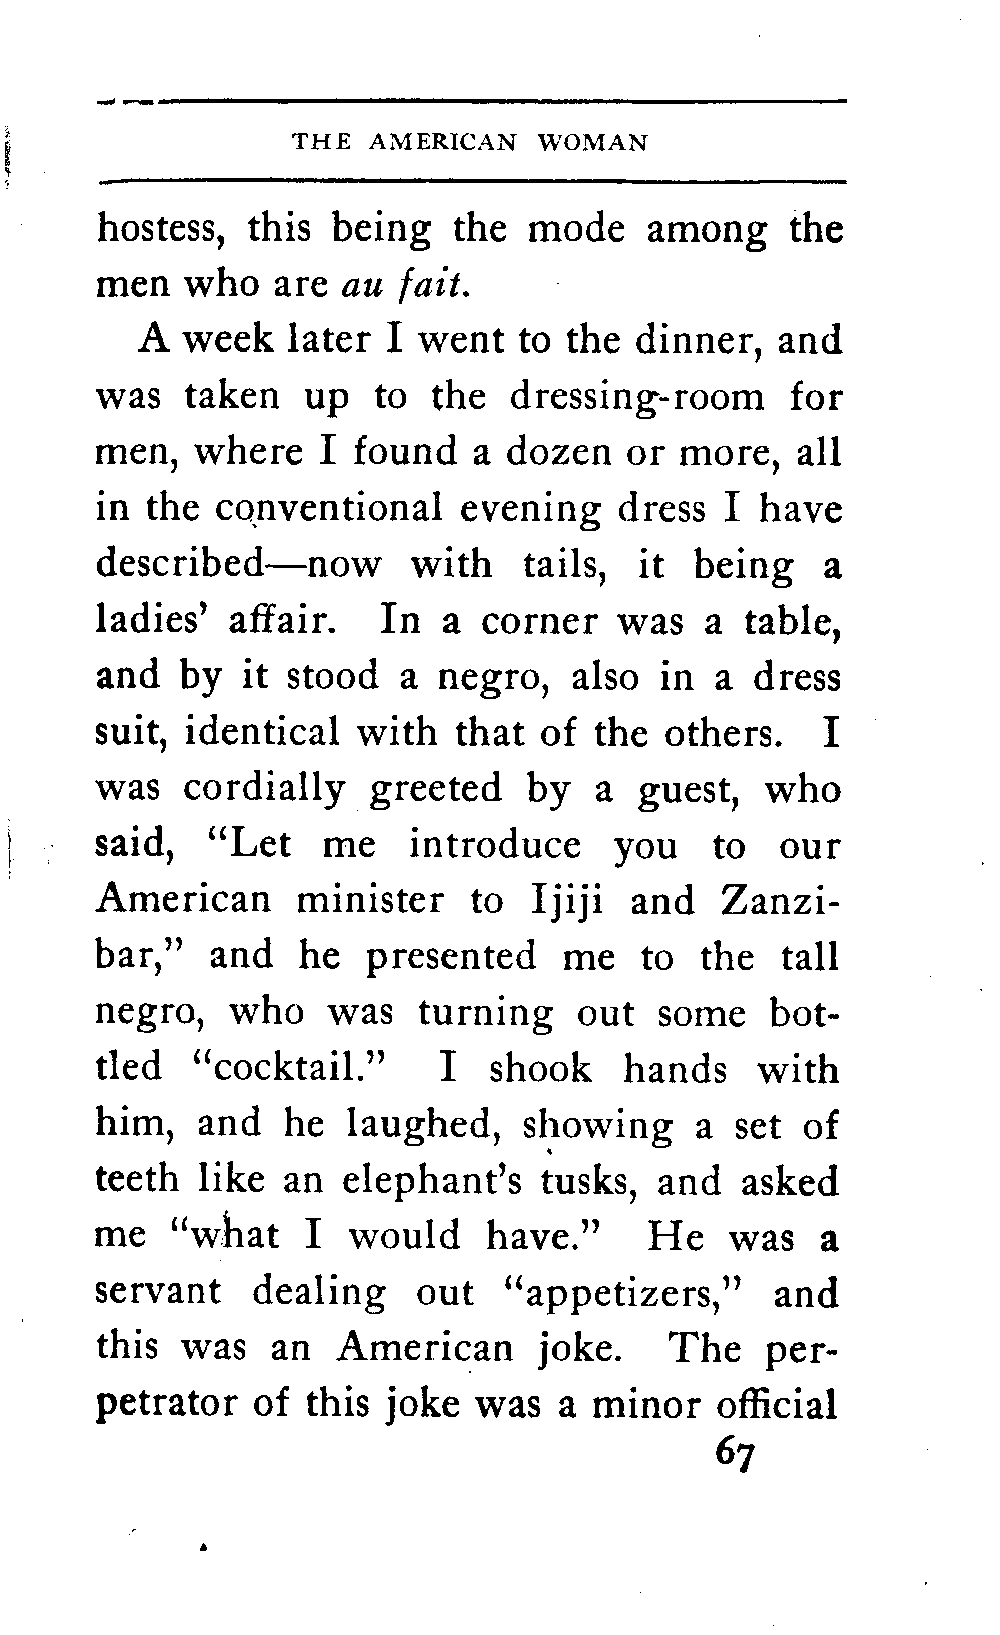 THE AMERICAN WOMAN
hostess, this being the mode among the
men who are au fait.
A week later I went to the dinner, and
was taken up to the dressing-room for
men, where I found a dozen or more, all
in the conventional evening dress I have
described—now with tails, it being a
ladies' affair. In a corner was a table,
and by it stood a negro, also in a dress
suit, identical with that of the others. I
was cordially greeted by a guest, who
said, "Let me introduce you to our
American minister to Ijiji and Zanzi-
bar," and he presented me to the tall
negro, who was turning out some bot-
tled "cocktail." I shook hands with
him, and he laughed, showing a set of
teeth like an elephant's tusks, and asked
me "what I would have." He was a
servant dealing out "appetizers," and
this was an American joke. The per-
petrator of this joke was a minor official
67